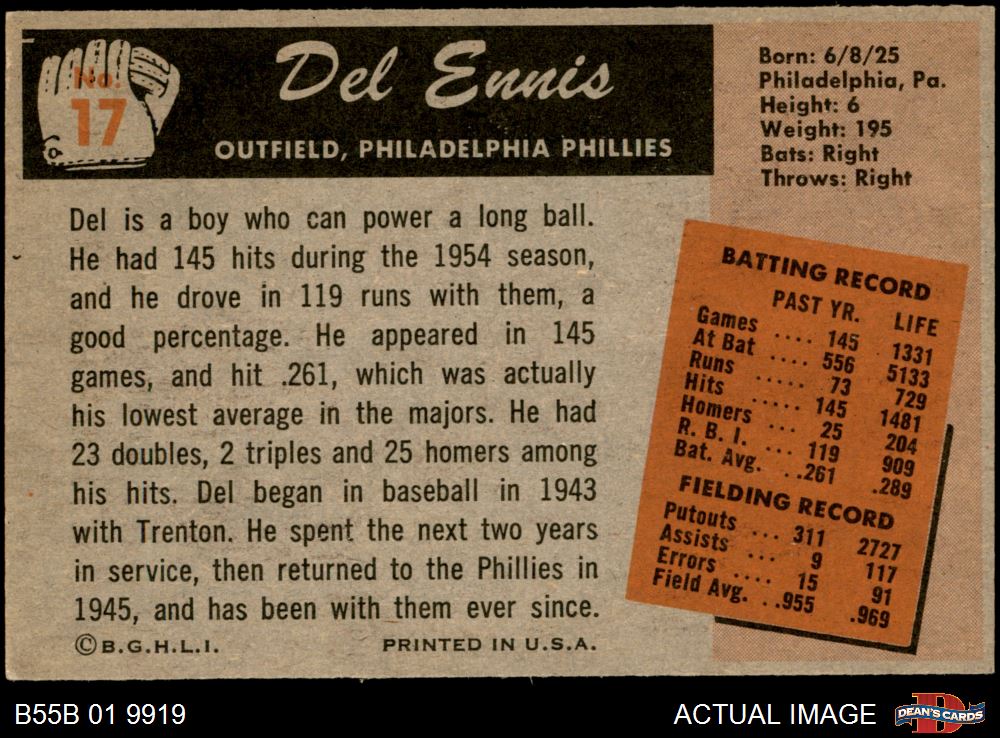 No.
17
Del Ennis
OUTFIELD, PHILADELPHIA PHILLIES
Born: 6/8/25
Philadelphia, Pa.
Height: 6
Weight: 195
Bats: Right
Throws: Right
Del is a boy who can power a long ball.
He had 145 hits during the 1954 season,
and he drove in 119 runs with them, a
good percentage. He appeared in 145
games, and hit .261, which was actually
his lowest average in the majors. He had
23 doubles, 2 triples and 25 homers among
his hits. Del began in baseball in 1943
with Trenton. He spent the next two years
in service, then returned to the Phillies in
1945, and has been with them ever since.
©B.G.H.L.I. PRINTED IN U.S.A.
BATTING RECORD
PAST YR. LIFE
Games .... 145 1331
At Bat .... 556 5133
Runs ..... 73 729
Hits ..... 145 1481
Homers .... 25 204
R. B. I. .... 119 909
Bat. Avg. ..261 .289
FIELDING RECORD
Putouts ... 311 2727
Assists ... 9 117
Errors .... 15 91
Field Avg. ..955 .969
B55B 01 9919
ACTUAL IMAGE
D
DEAN'S CARDS